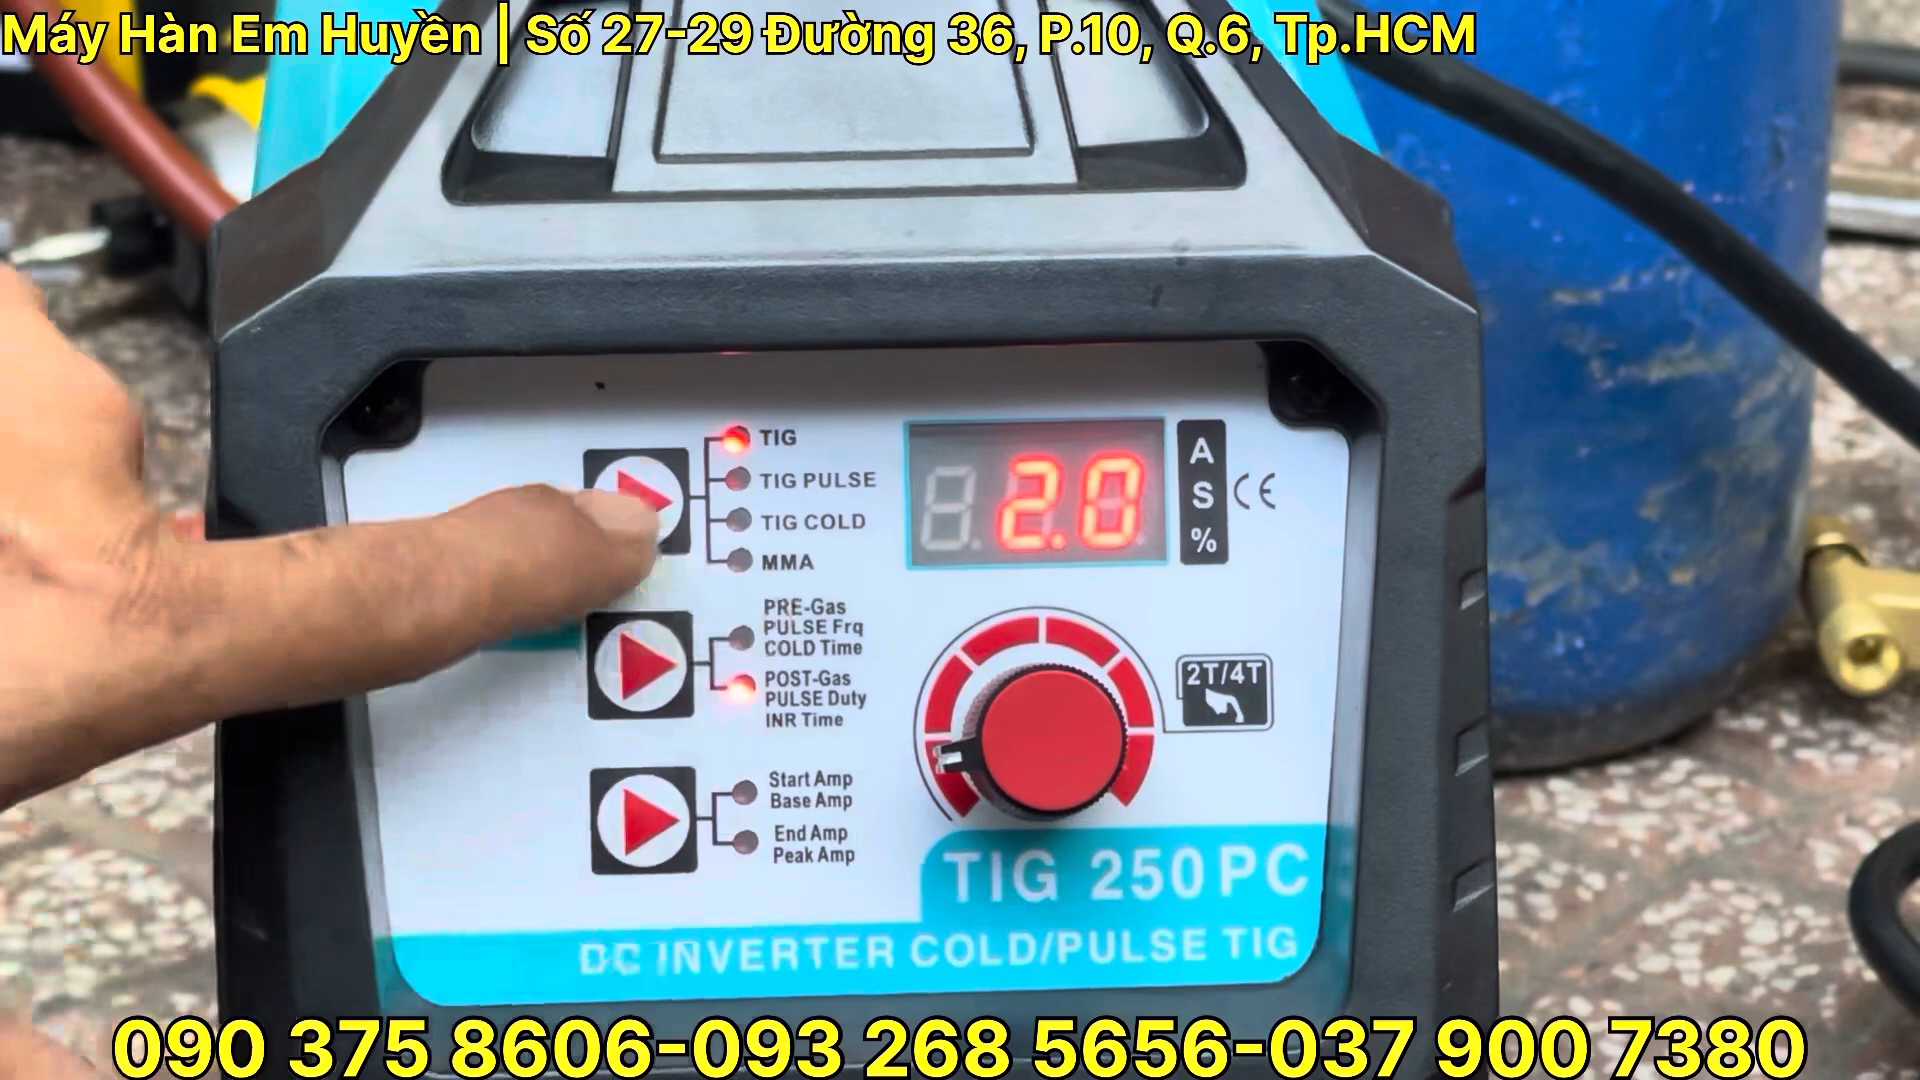 Máy Hàn Em Huyền | Số 27-29 Đường 36, P.10, Q.6, Tp.HCM
TIG
TIG PULSE
TIG COLD
MMA
2.0
A
S
%
CE
PRE-Gas
PULSE Frq
COLD Time
POST-Gas
PULSE Duty
INR Time
2T/4T
Start Amp
Base Amp
End Amp
Peak Amp
TIG 250PC
DC INVERTER COLD/PULSE TIG
090 375 8606-093 268 5656-037 900 7380